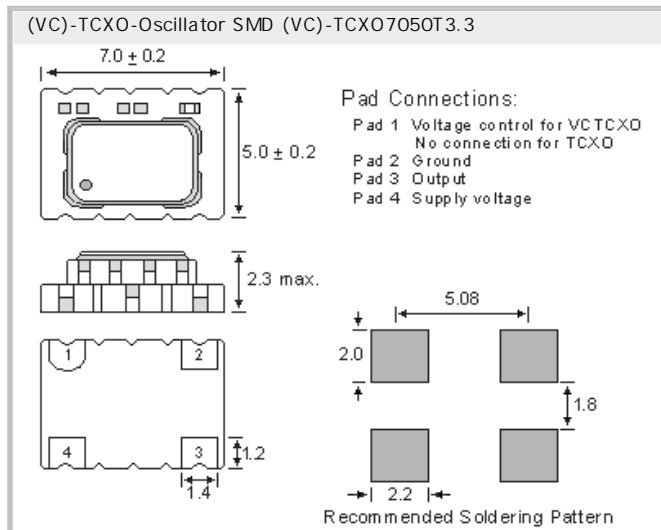 (VC)-TCXO-Oscillator SMD (VC)-TCXO7050T3.3
7.0 ± 0.2
5.0 ± 0.2
Pad Connections:
Pad 1 Voltage control for VCTCXO
No connection for TCXO
Pad 2 Ground
Pad 3 Output
Pad 4 Supply voltage
2.3 max.
5.08
2.0
1.8
1
2
4
3
1.2
1.4
2.2
Recommended Soldering Pattern